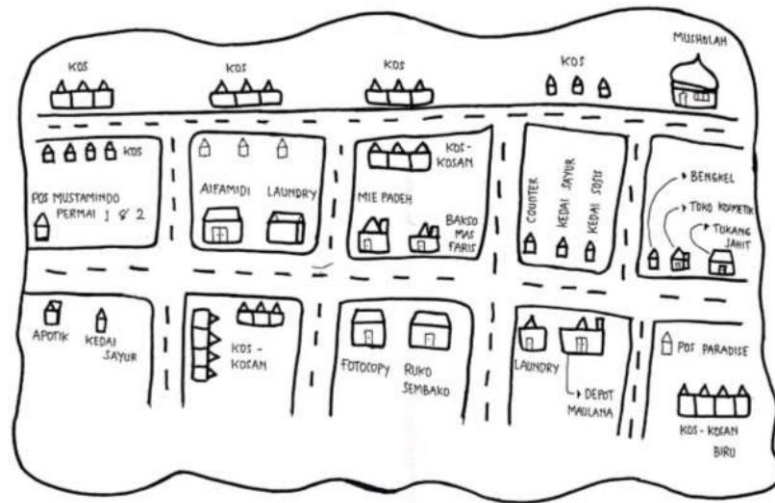 MUSHOLAH
KOS
KOS
KOS
KOS
KOS
POS MUSTAMINDO
PERMAI 1 & 2
AlFAMIDI
LAUNDRY
KOS-
KOSAN
MIE PADEH
BAKSO
MAS
FARIS
COUNTER
KEDAI SAYUR
KEDAI SOSIS
BENGKEL
TOKO KOSMETIK
TUKANG
JAHIT
APOTIK
KEDAI
SAYUR
KOS -
KOSAN
FOTOCOPY
RUKO
SEMBAKO
LAUNDRY
DEPOT
MAULANA
POS PARADISE
KOS - KOSAN
BIRU